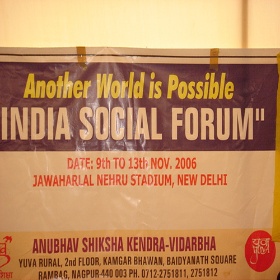 Another World is Possible
INDIA SOCIAL FORUM"
DATE: 9th TO 13th NOV. 2006
JAWAHARLAL NEHRU STADIUM, NEW DELHI
ANUBHAV SHIKSHA KENDRA-VIDARBHA
YUVA RURAL, 2nd FLOOR, KAMGAR BHAWAN, BAIDYANATH SQUARE
RAMBAG, NAGPUR-440 003 PH. 0712-2751811, 2751812